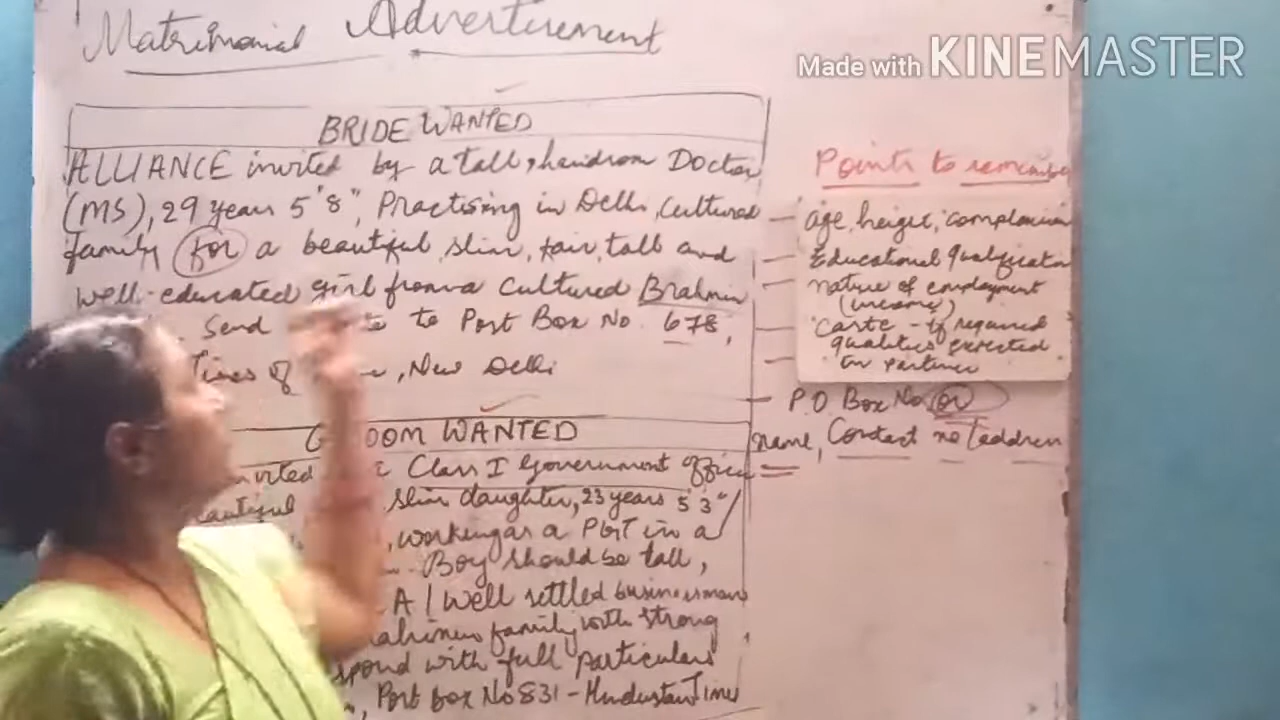 Matrimonial Advertisement
Made with KINEMASTER
BRIDE WANTED
ALLIANCE invited by a tall, handsom Doctor
(MS), 29 years 5'8", Practising in Delhi, cultured
family for a beautiful, slim, fair, tall and
well-educated girl from a cultured Brahmin
Send to Post Box No. 678,
Times of , New Delhi
GROOM WANTED
Class I Government officer
slim daughter, 23 years 5'3"
, working as a PGT in a
Boy should be tall,
A / well settled businessman
family with strong
spond with full particulars
Post box No 831 - Hindustan Times
Points to remember
age, height, complexion
Educational Qualification
nature of employment
(income)
Caste - if required
qualities expected
in partner
P.O Box No. or
name, Contact no address